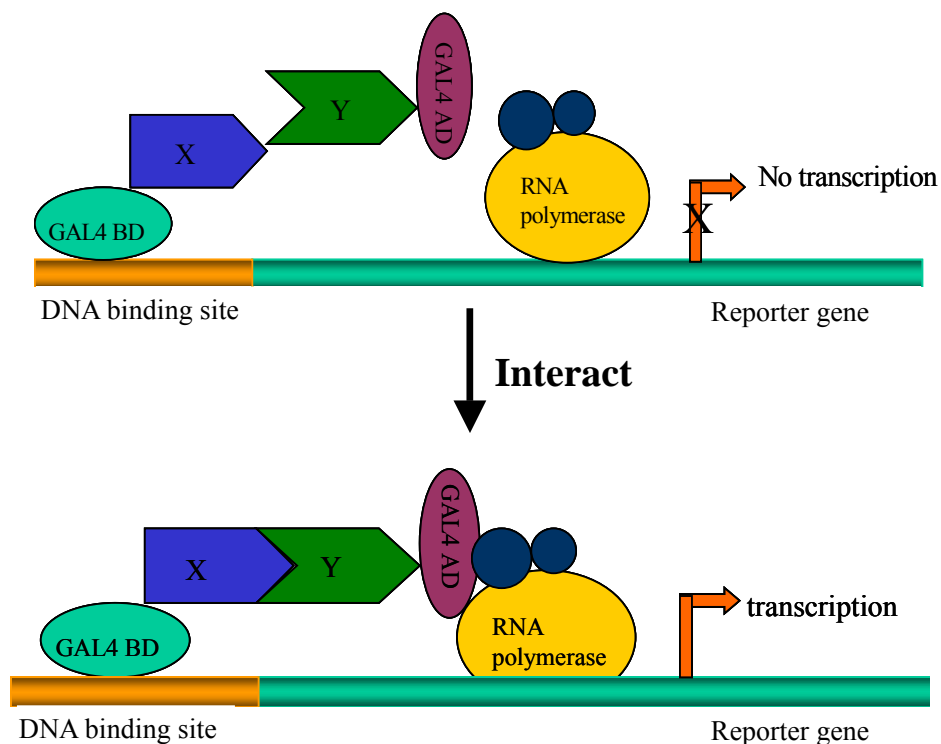 GAL4 AD
Y
X
RNA
polymerase
No transcription
X
GAL4 BD
DNA binding site
Reporter gene
Interact
GAL4 AD
X
Y
transcription
RNA
polymerase
GAL4 BD
DNA binding site
Reporter gene